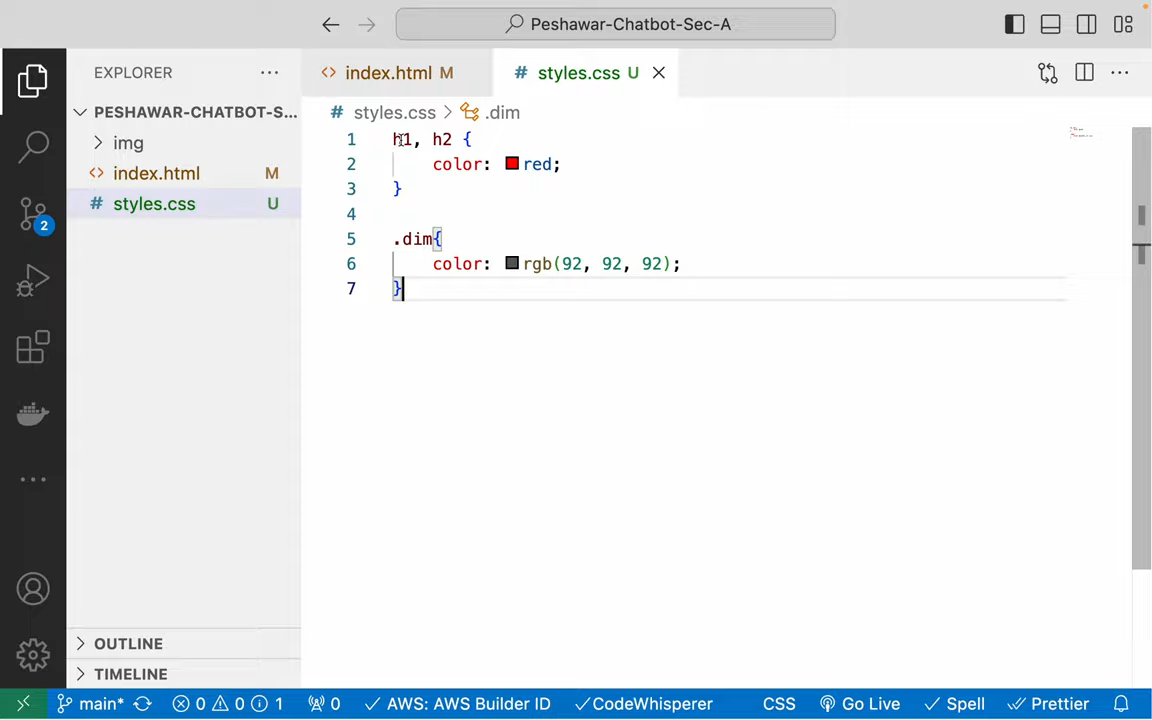 Peshawar-Chatbot-Sec-A
EXPLORER
index.html M
# styles.css U
PESHAWAR-CHATBOT-S...
# styles.css > .dim
img
index.html M
# styles.css U
2
1 h1, h2 {
2 color: red;
3 }
4
5 .dim{
6 color: rgb(92, 92, 92);
7 }
OUTLINE
TIMELINE
main* 0 0 1 0 AWS: AWS Builder ID CodeWhisperer CSS Go Live Spell Prettier